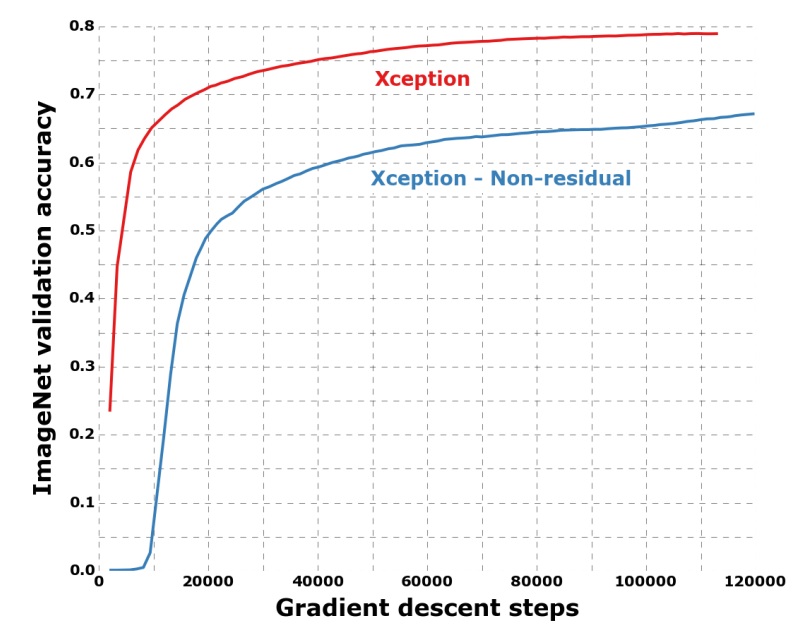 0.8
Xception
0.7
0.6
Xception - Non-residual
0.5
0.4
0.3
0.2
0.1
0.0
ImageNet validation accuracy
0 20000 40000 60000 80000 100000 120000
Gradient descent steps